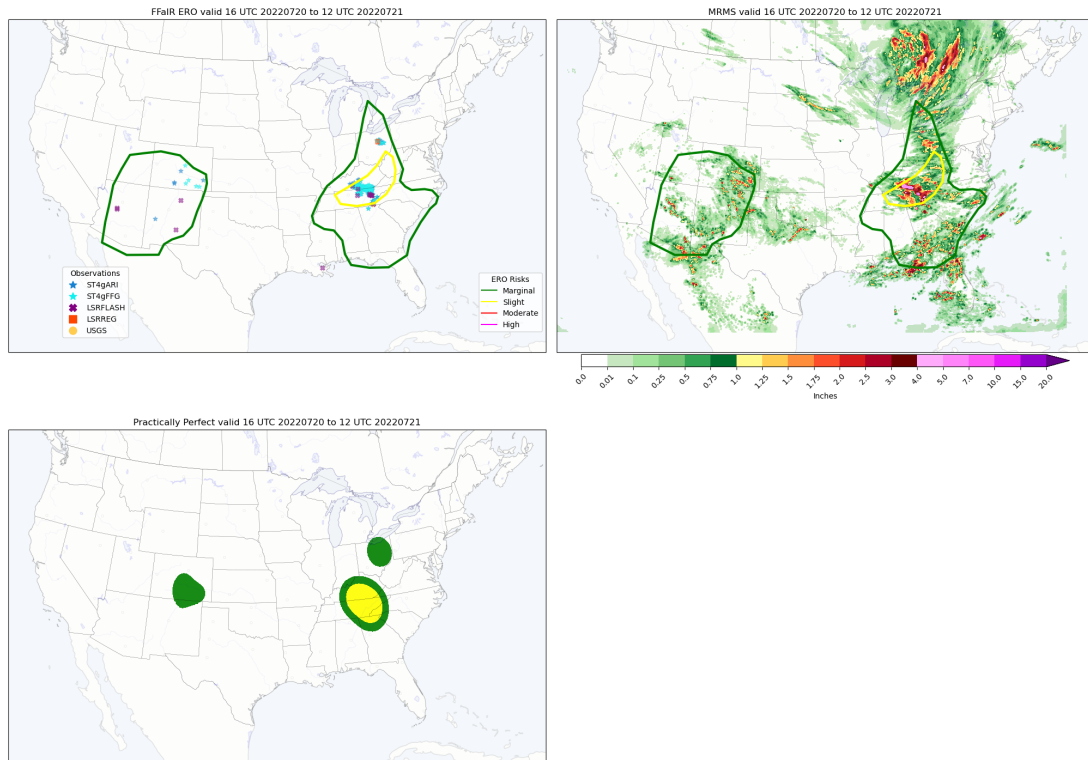 FFaIR ERO valid 16 UTC 20220720 to 12 UTC 20220721
Observations
ST4gARI
ST4gFFG
LSRFLASH
LSRREG
USGS
ERO Risks
Marginal
Slight
Moderate
High
MRMS valid 16 UTC 20220720 to 12 UTC 20220721
0.0 0.01 0.1 0.25 0.5 0.75 1.0 1.25 1.5 1.75 2.0 2.5 3.0 4.0 5.0 7.0 10.0 15.0 20.0
Inches
Practically Perfect valid 16 UTC 20220720 to 12 UTC 20220721